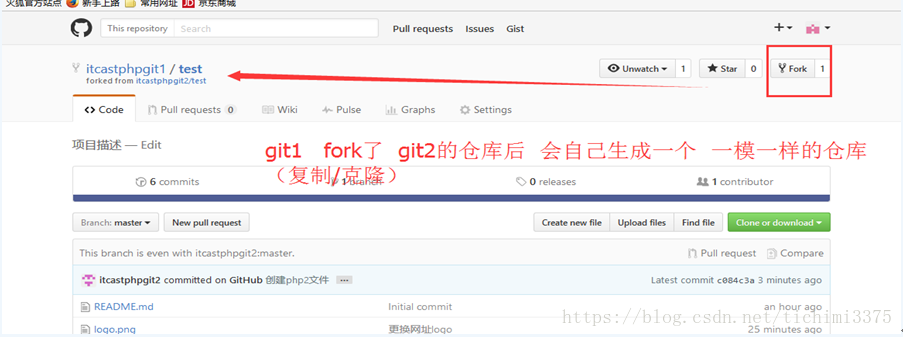 火狐官方站点 新手上路 常用网址 JD 京东商城
This repository Search Pull requests Issues Gist
itcastphpgit1 / test Unwatch 1 Star 0 Fork 1
forked from itcastphpgit2/test
Code Pull requests 0 Wiki Pulse Graphs Settings
项目描述 — Edit
git1 fork了 git2的仓库后 会自己生成一个 一模一样的仓库
（复制/克隆）
6 commits 1 branch 0 releases 1 contributor
Branch: master New pull request Create new file Upload files Find file Clone or download
This branch is even with itcastphpgit2:master. Pull request Compare
itcastphpgit2 committed on GitHub 创建php2文件 ... Latest commit c084c3a 3 minutes ago
README.md Initial commit an hour ago
logo.png 更换网址logo 25 minutes ago
https://blog.csdn.net/tichimi3375